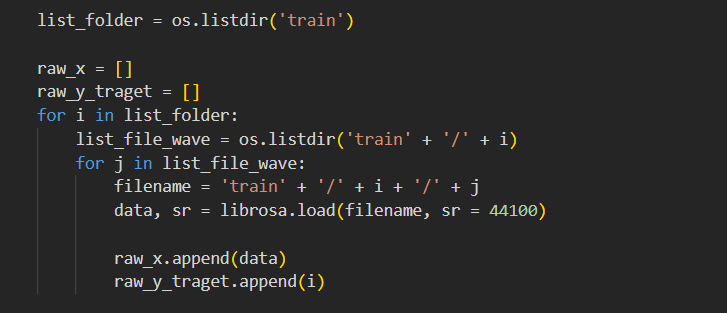 list_folder = os.listdir('train')
raw_x = []
raw_y_traget = []
for i in list_folder:
list_file_wave = os.listdir('train' + '/' + i)
for j in list_file_wave:
filename = 'train' + '/' + i + '/' + j
data, sr = librosa.load(filename, sr = 44100)
raw_x.append(data)
raw_y_traget.append(i)